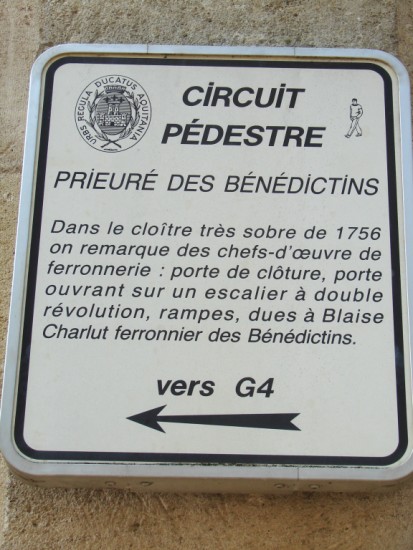 URBS REGULA DUCATUS AQUITANIA
CiRCUiT
PÉDESTRE
PRiEURÉ DES BÉNÉDICTiNS
Dans le cloître très sobre de 1756
on remarque des chefs-d'œuvre de
ferronnerie : porte de clôture, porte
ouvrant sur un escalier à double
révolution, rampes, dues à Blaise
Charlut ferronnier des Bénédictins.
vers G4